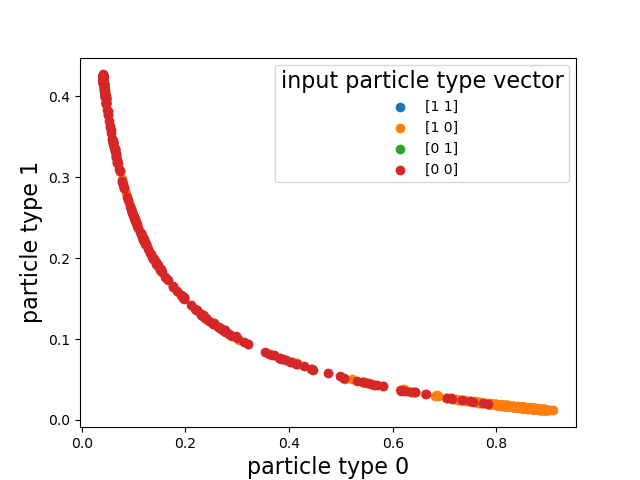 input particle type vector
[1 1]
[1 0]
[0 1]
[0 0]
particle type 1
0.4
0.3
0.2
0.1
0.0
0.0 0.2 0.4 0.6 0.8
particle type 0